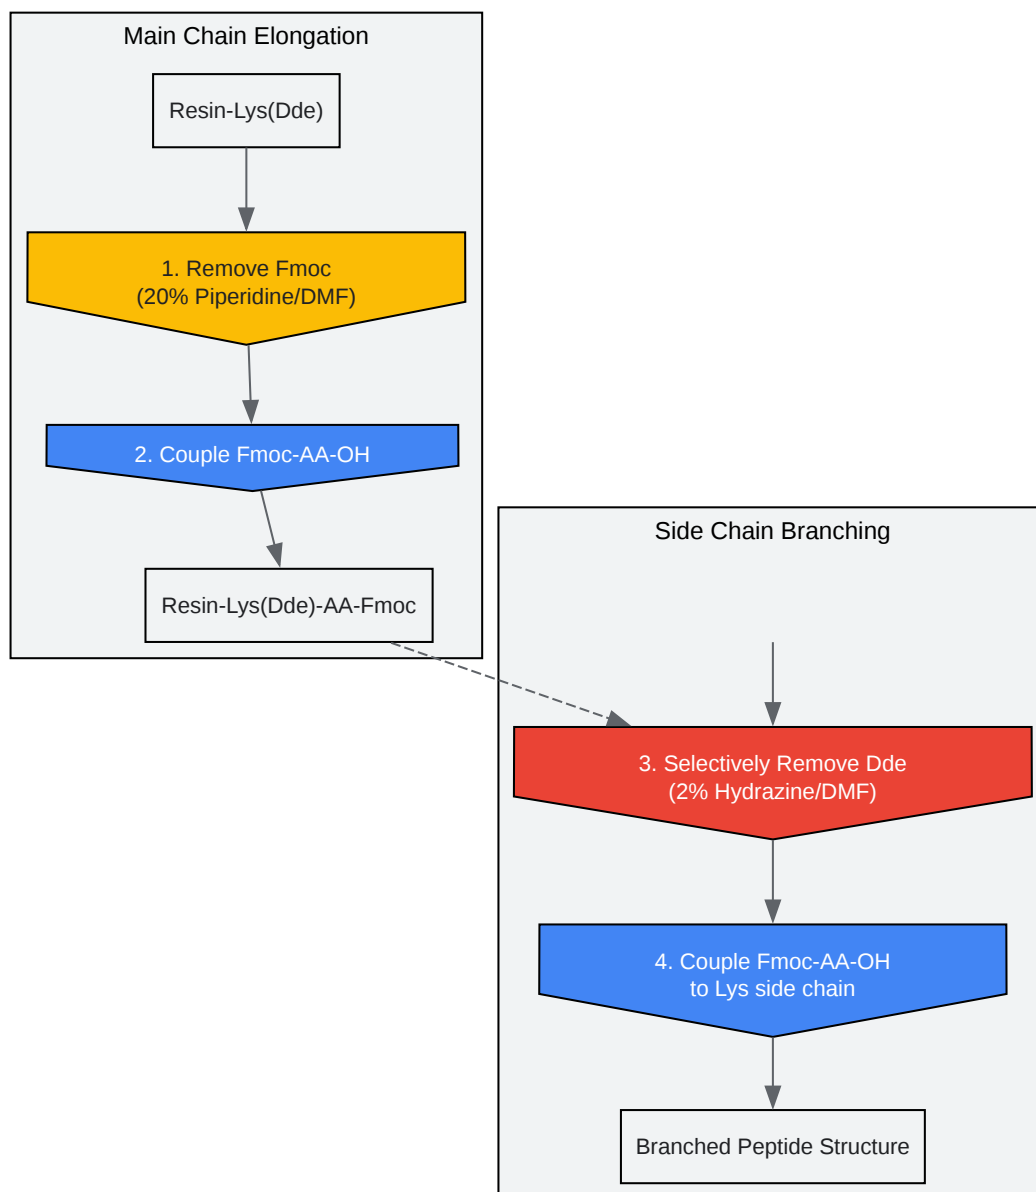 Main Chain Elongation
Resin-Lys(Dde)
1. Remove Fmoc
(20% Piperidine/DMF)
2. Couple Fmoc-AA-OH
Resin-Lys(Dde)-AA-Fmoc
Side Chain Branching
3. Selectively Remove Dde
(2% Hydrazine/DMF)
4. Couple Fmoc-AA-OH
to Lys side chain
Branched Peptide Structure